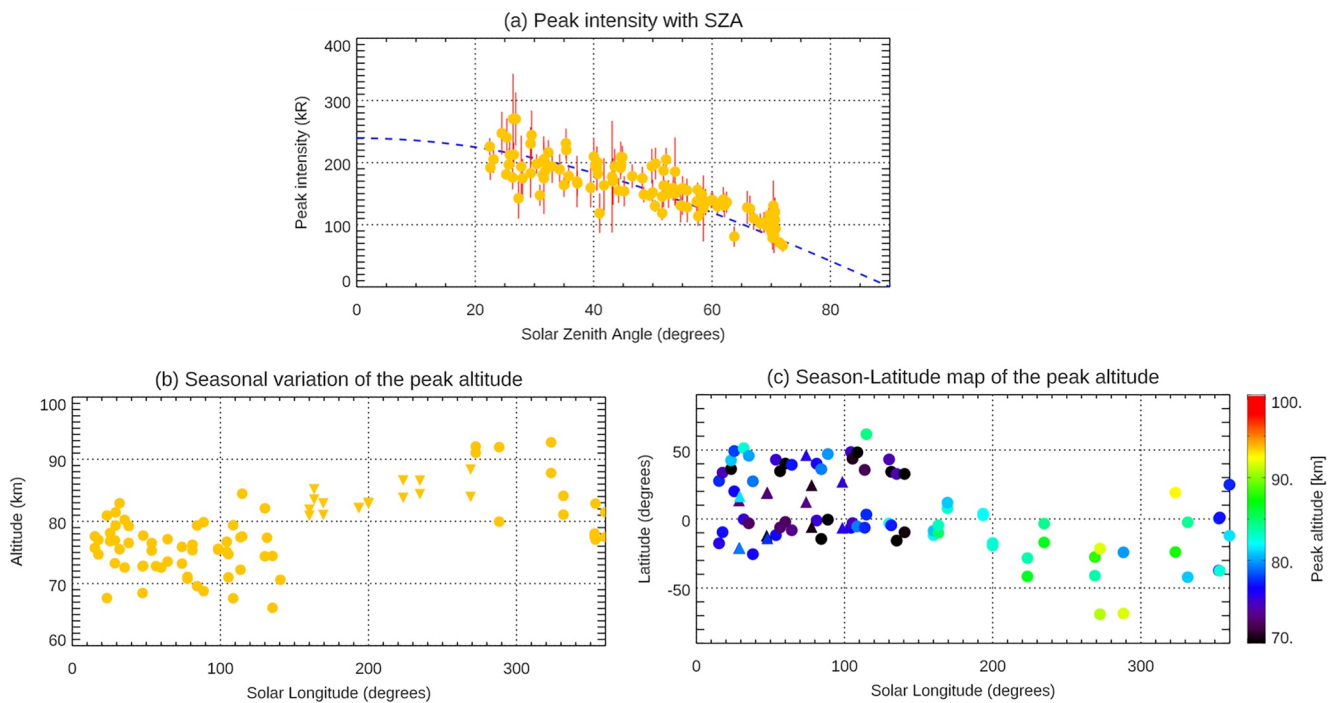 (a) Peak intensity with SZA
400
300
200
100
0
Peak intensity (kR)
0 20 40 60 80
Solar Zenith Angle (degrees)
(b) Seasonal variation of the peak altitude
100
90
80
70
60
Altitude (km)
0 100 200 300
Solar Longitude (degrees)
(c) Season-Latitude map of the peak altitude
50
0
-50
Latitude (degrees)
0 100 200 300
Solar Longitude (degrees)
100.
90.
80.
70.
Peak altitude [km]